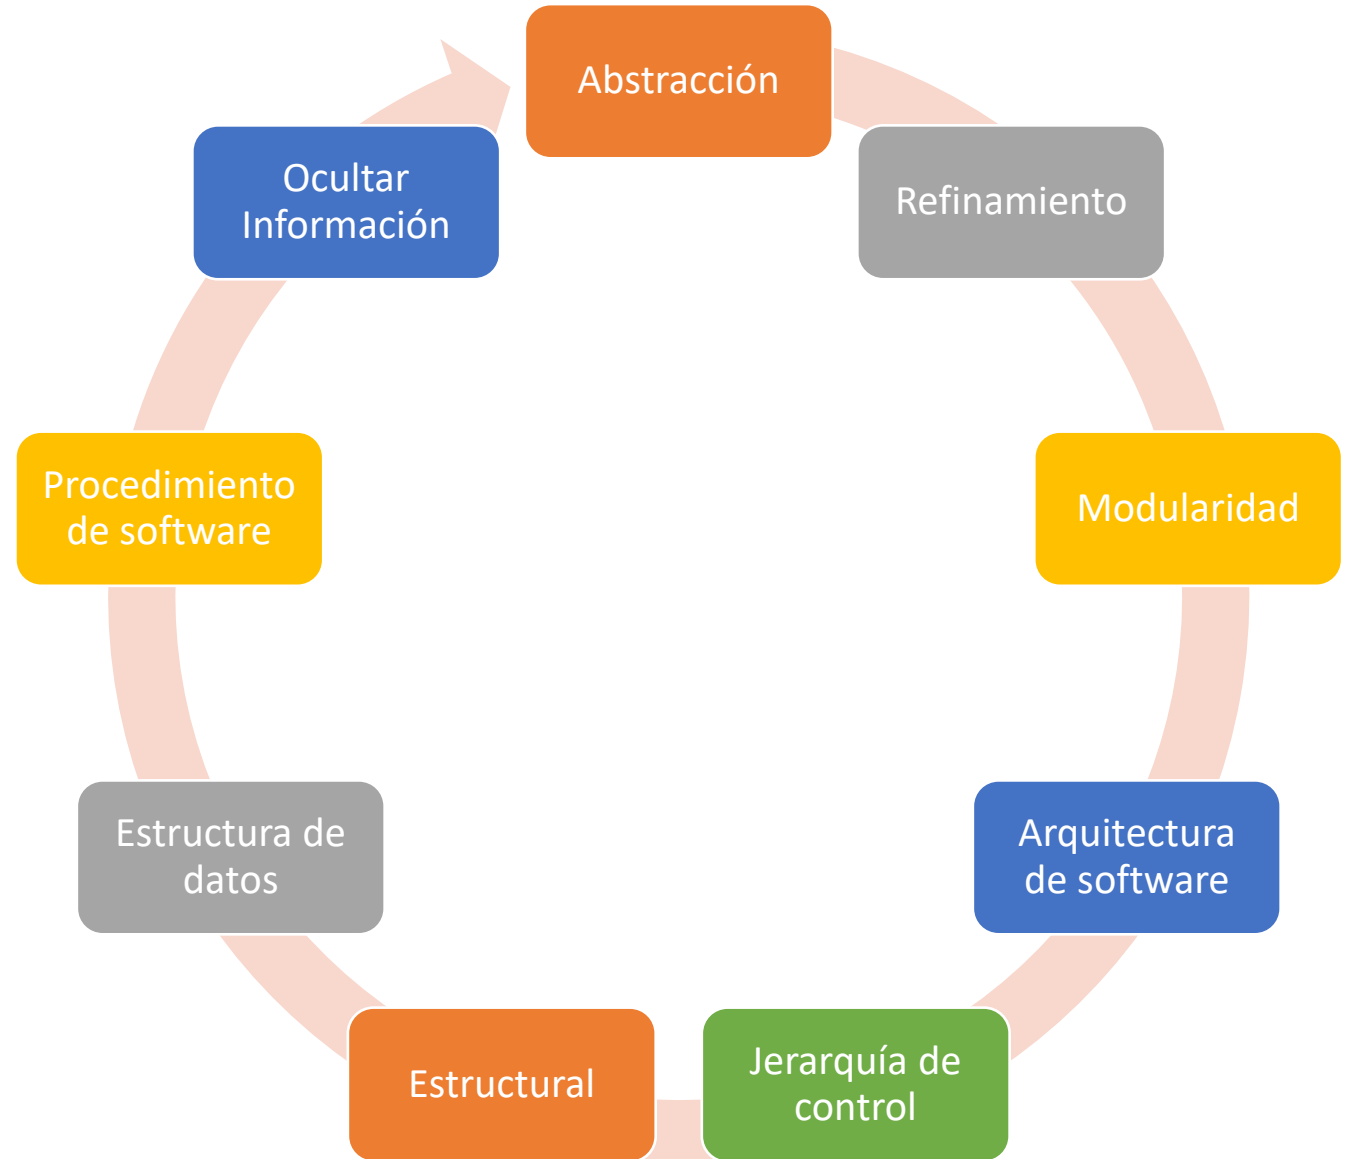 Abstracción
Refinamiento
Modularidad
Arquitectura
de software
Jerarquía de
control
Estructural
Estructura de
datos
Procedimiento
de software
Ocultar
Información